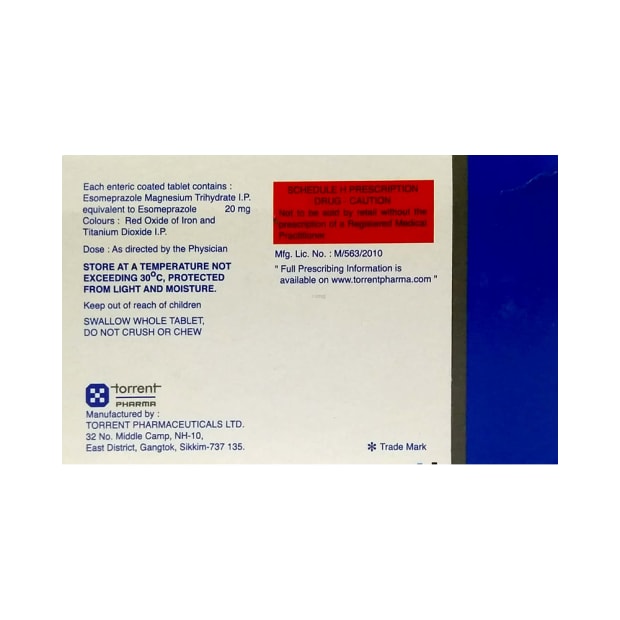 Each enteric coated tablet contains :
Esomeprazole Magnesium Trihydrate I.P.
equivalent to Esomeprazole 20 mg
Colours : Red Oxide of Iron and
Titanium Dioxide I.P.
Dose : As directed by the Physician
STORE AT A TEMPERATURE NOT
EXCEEDING 30°C, PROTECTED
FROM LIGHT AND MOISTURE.
Keep out of reach of children
SWALLOW WHOLE TABLET,
DO NOT CRUSH OR CHEW
torrent
PHARMA
Manufactured by :
TORRENT PHARMACEUTICALS LTD.
32 No. Middle Camp, NH-10,
East District, Gangtok, Sikkim-737 135.
SCHEDULE H PRESCRIPTION
DRUG - CAUTION
Not to be sold by retail without the
prescription of a Registered Medical
Practitioner.
Mfg. Lic. No. : M/563/2010
" Full Prescribing Information is
available on www.torrentpharma.com "
* Trade Mark